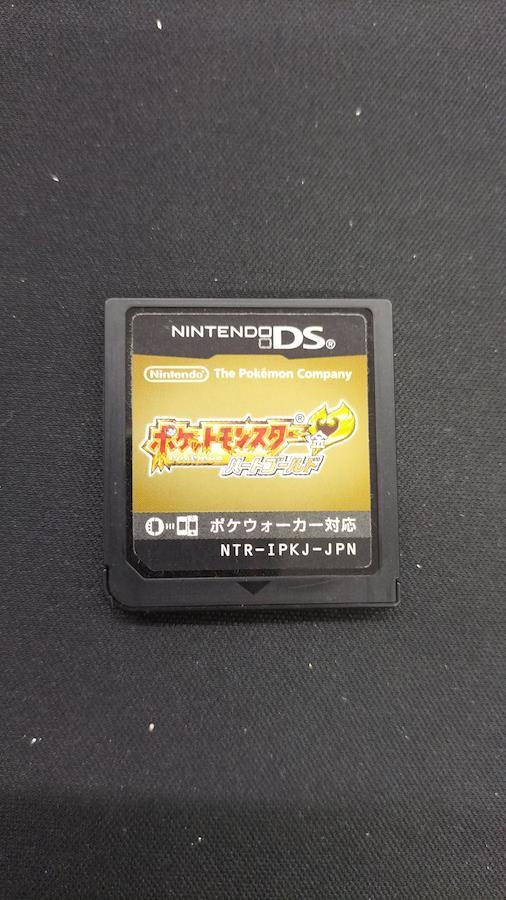 NINTENDO DS®
Nintendo® The Pokémon Company
ポケットモンスター®
POKÉMON
金
ハートゴールド
ポケウォーカー対応
NTR-IPKJ-JPN